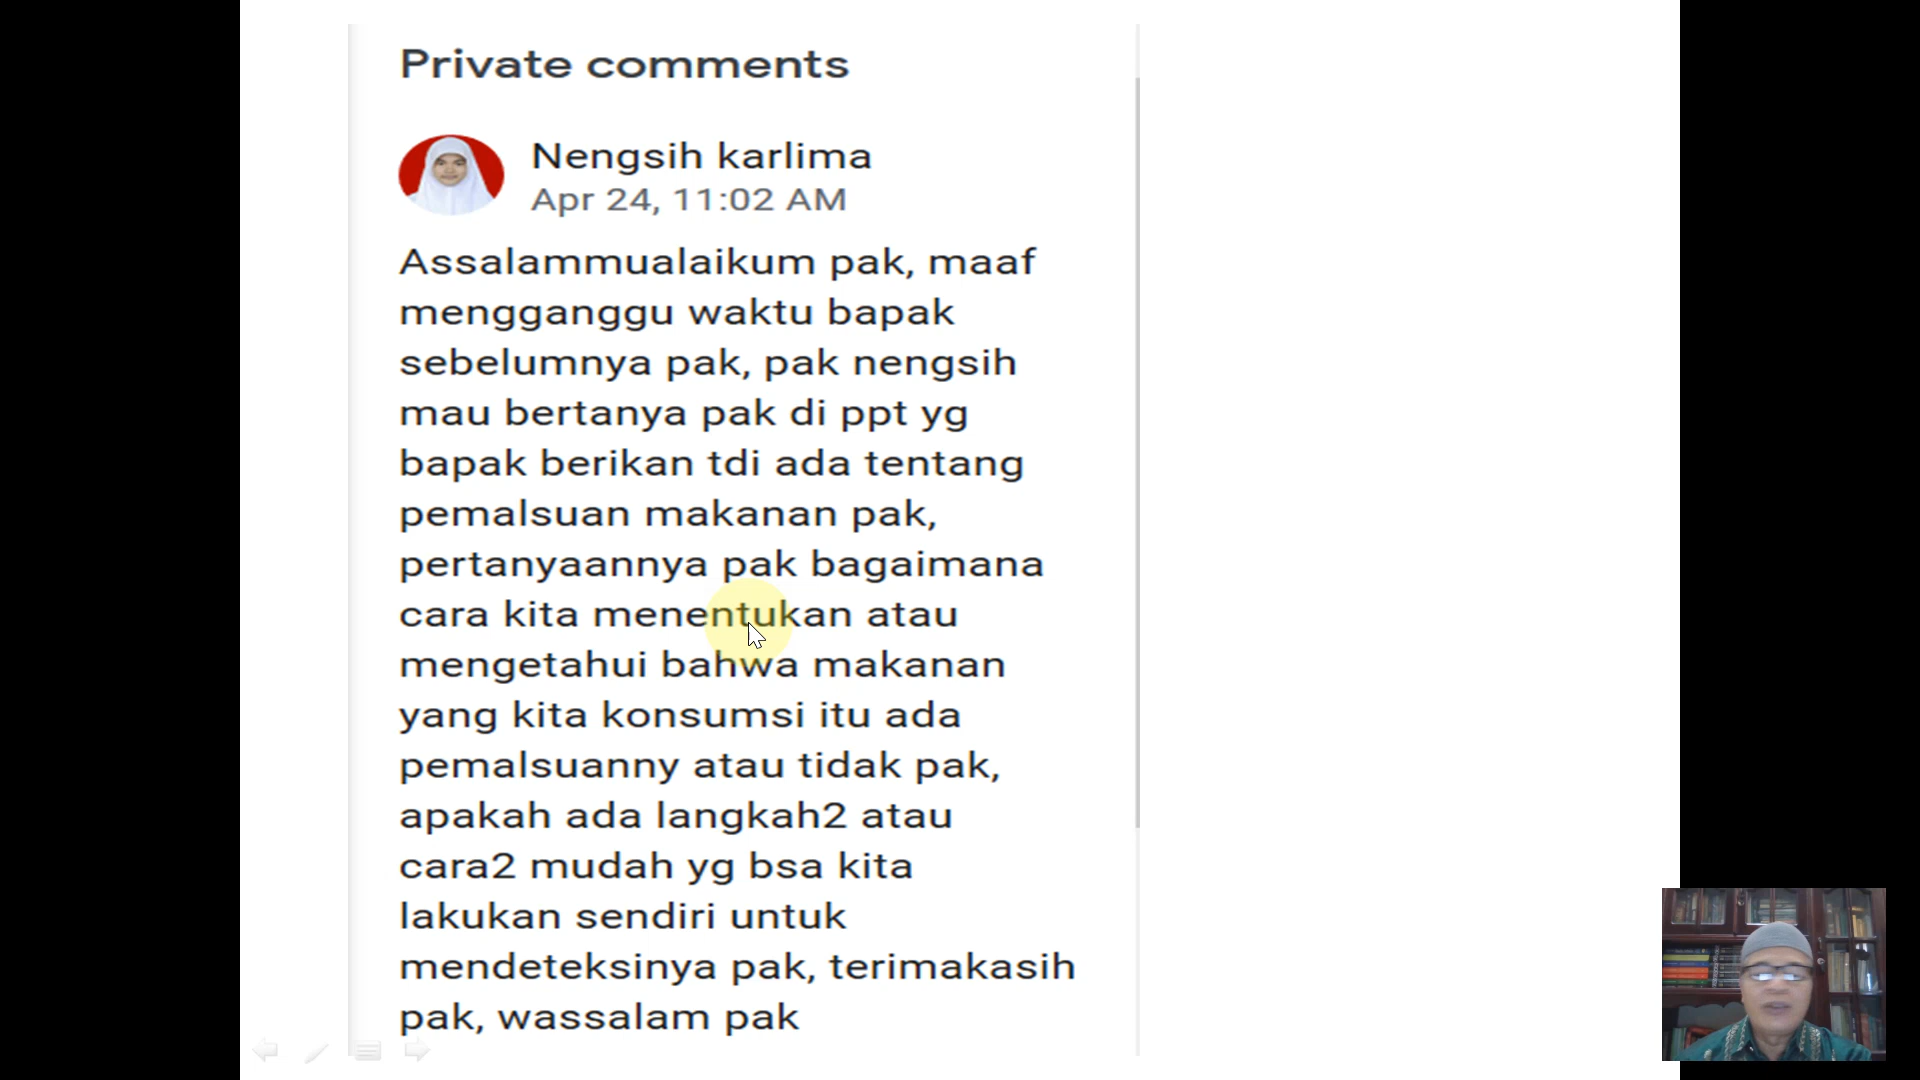 Private comments
Nengsih karlima
Apr 24, 11:02 AM
Assalammualaikum pak, maaf
mengganggu waktu bapak
sebelumnya pak, pak nengsih
mau bertanya pak di ppt yg
bapak berikan tdi ada tentang
pemalsuan makanan pak,
pertanyaannya pak bagaimana
cara kita menentukan atau
mengetahui bahwa makanan
yang kita konsumsi itu ada
pemalsuanny atau tidak pak,
apakah ada langkah2 atau
cara2 mudah yg bsa kita
lakukan sendiri untuk
mendeteksinya pak, terimakasih
pak, wassalam pak